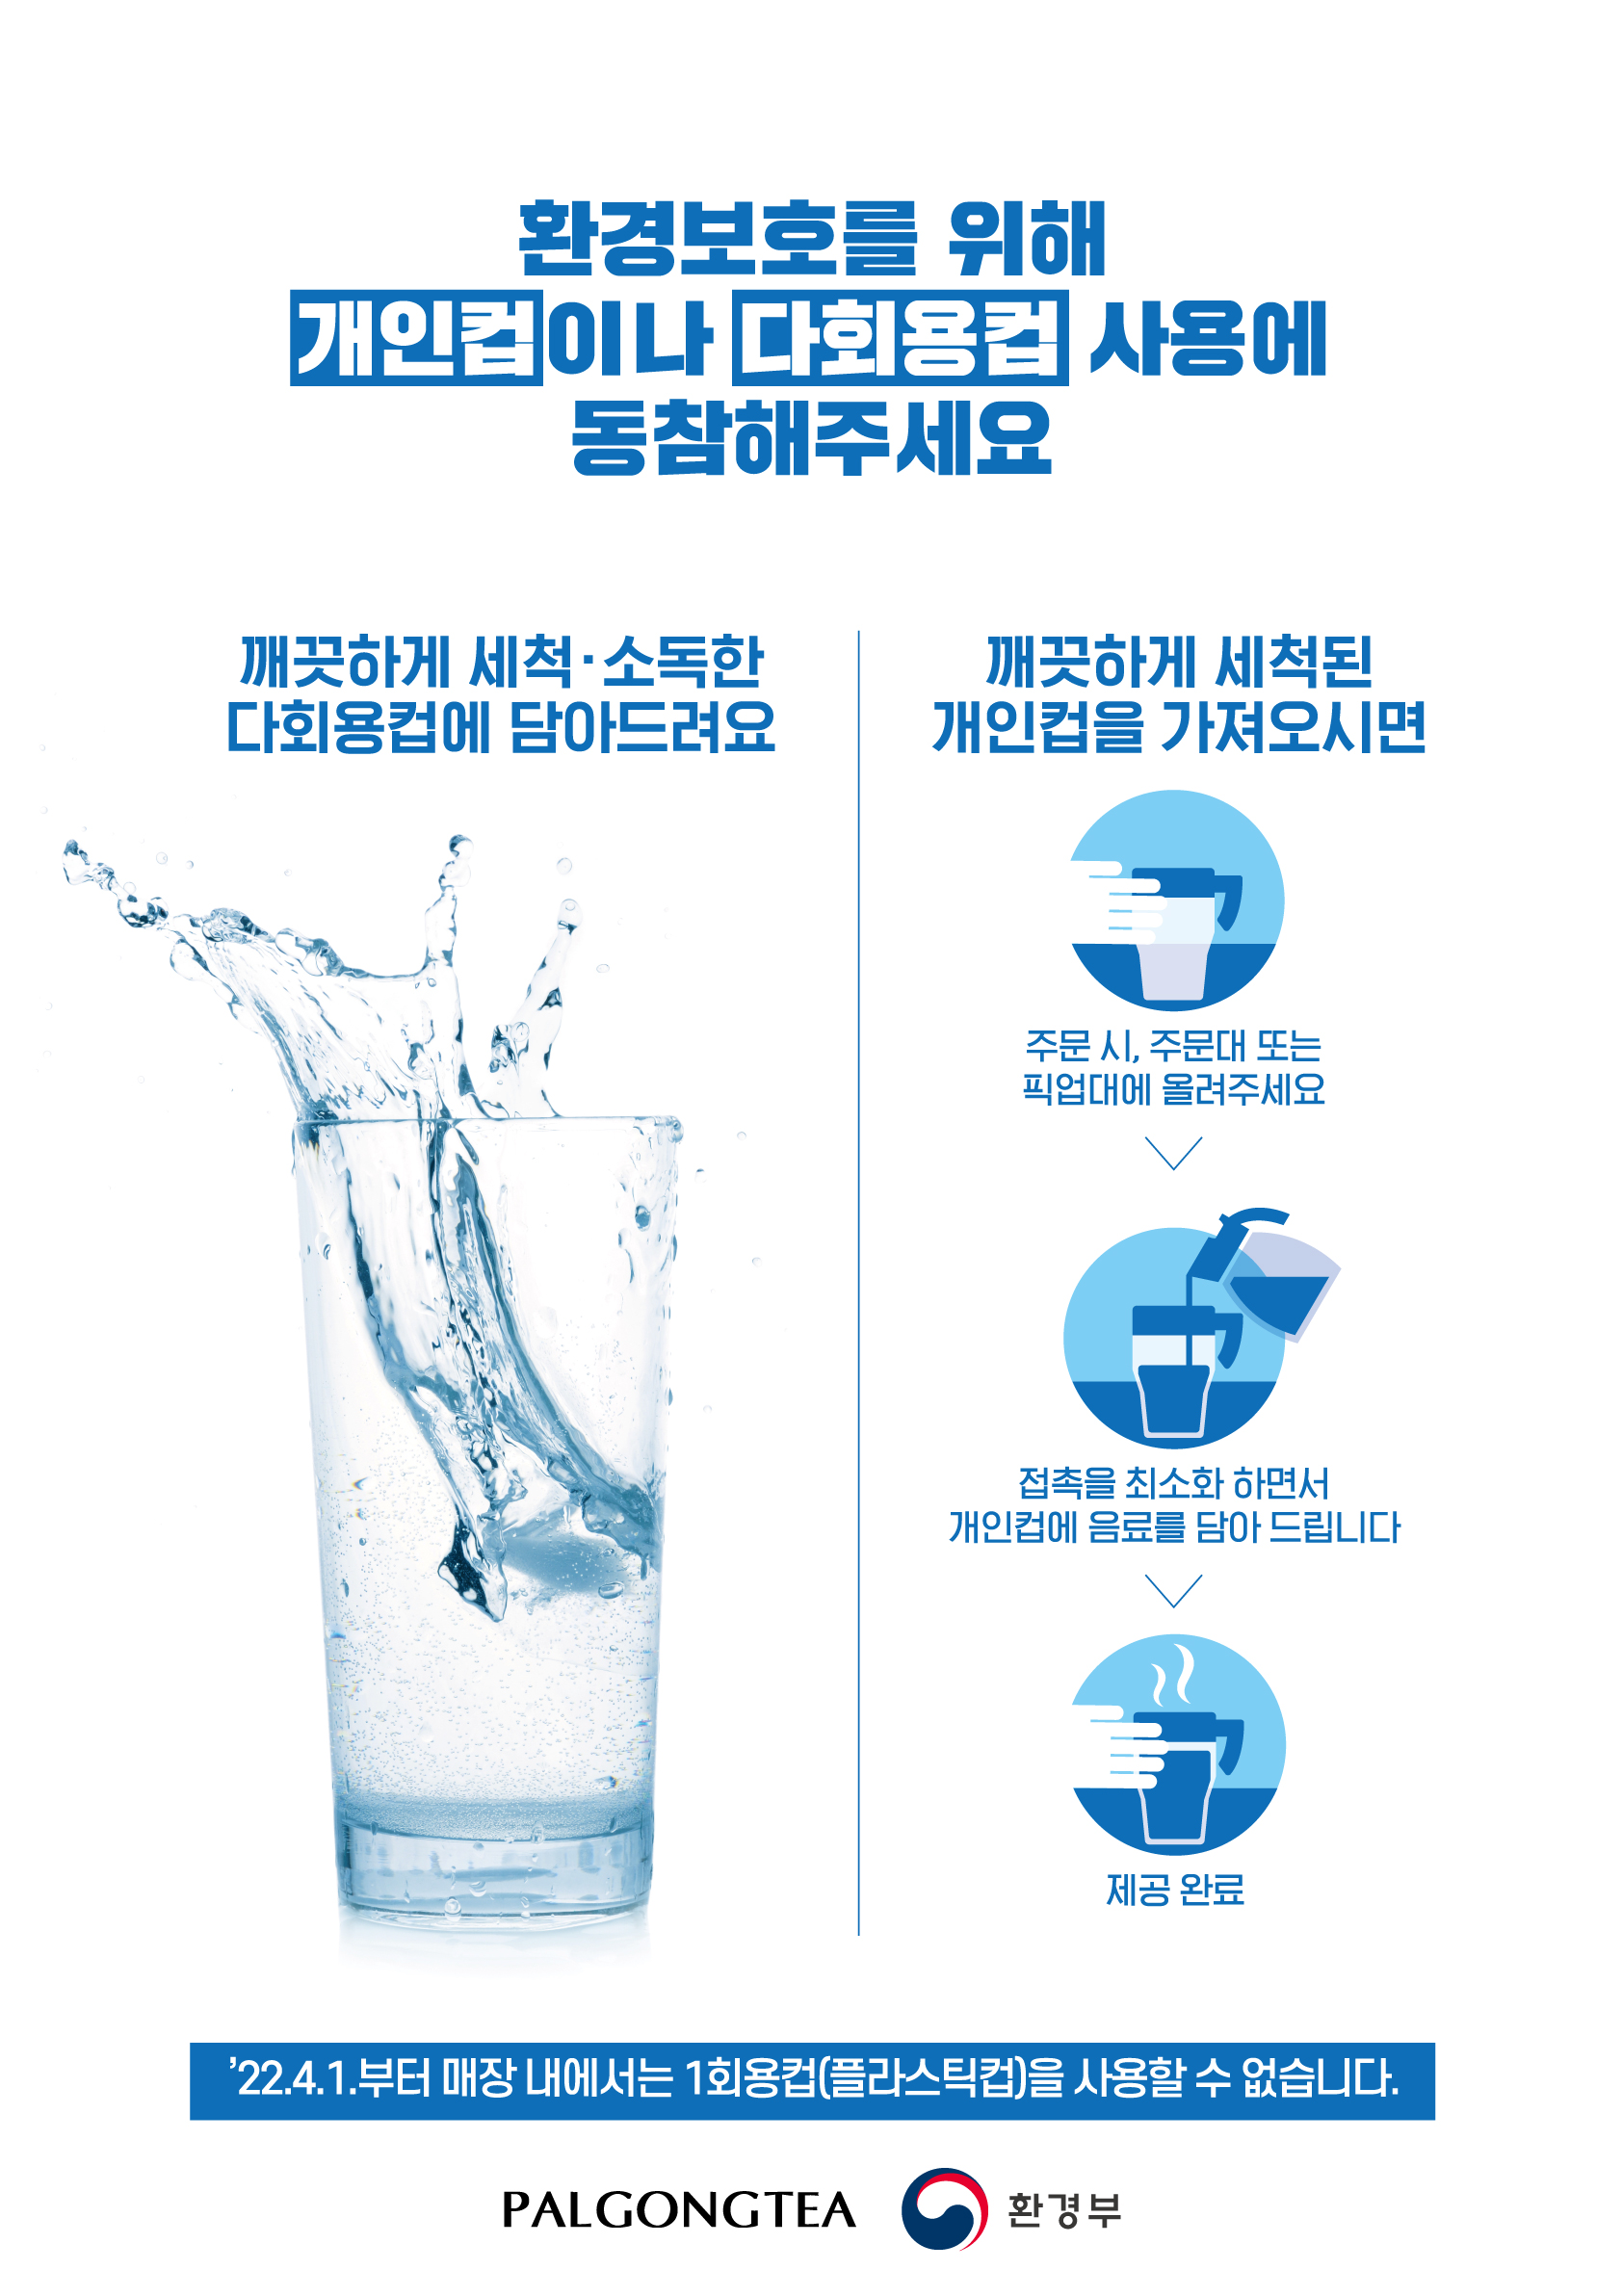 환경보호를 위해
개인컵이나 다회용컵 사용에
동참해주세요
깨끗하게 세척·소독한
다회용컵에 담아드려요
깨끗하게 세척된
개인컵을 가져오시면
주문 시, 주문대 또는
픽업대에 올려주세요
접촉을 최소화 하면서
개인컵에 음료를 담아 드립니다
제공 완료
’22.4.1.부터 매장 내에서는 1회용컵(플라스틱컵)을 사용할 수 없습니다.
PALGONGTEA 환경부